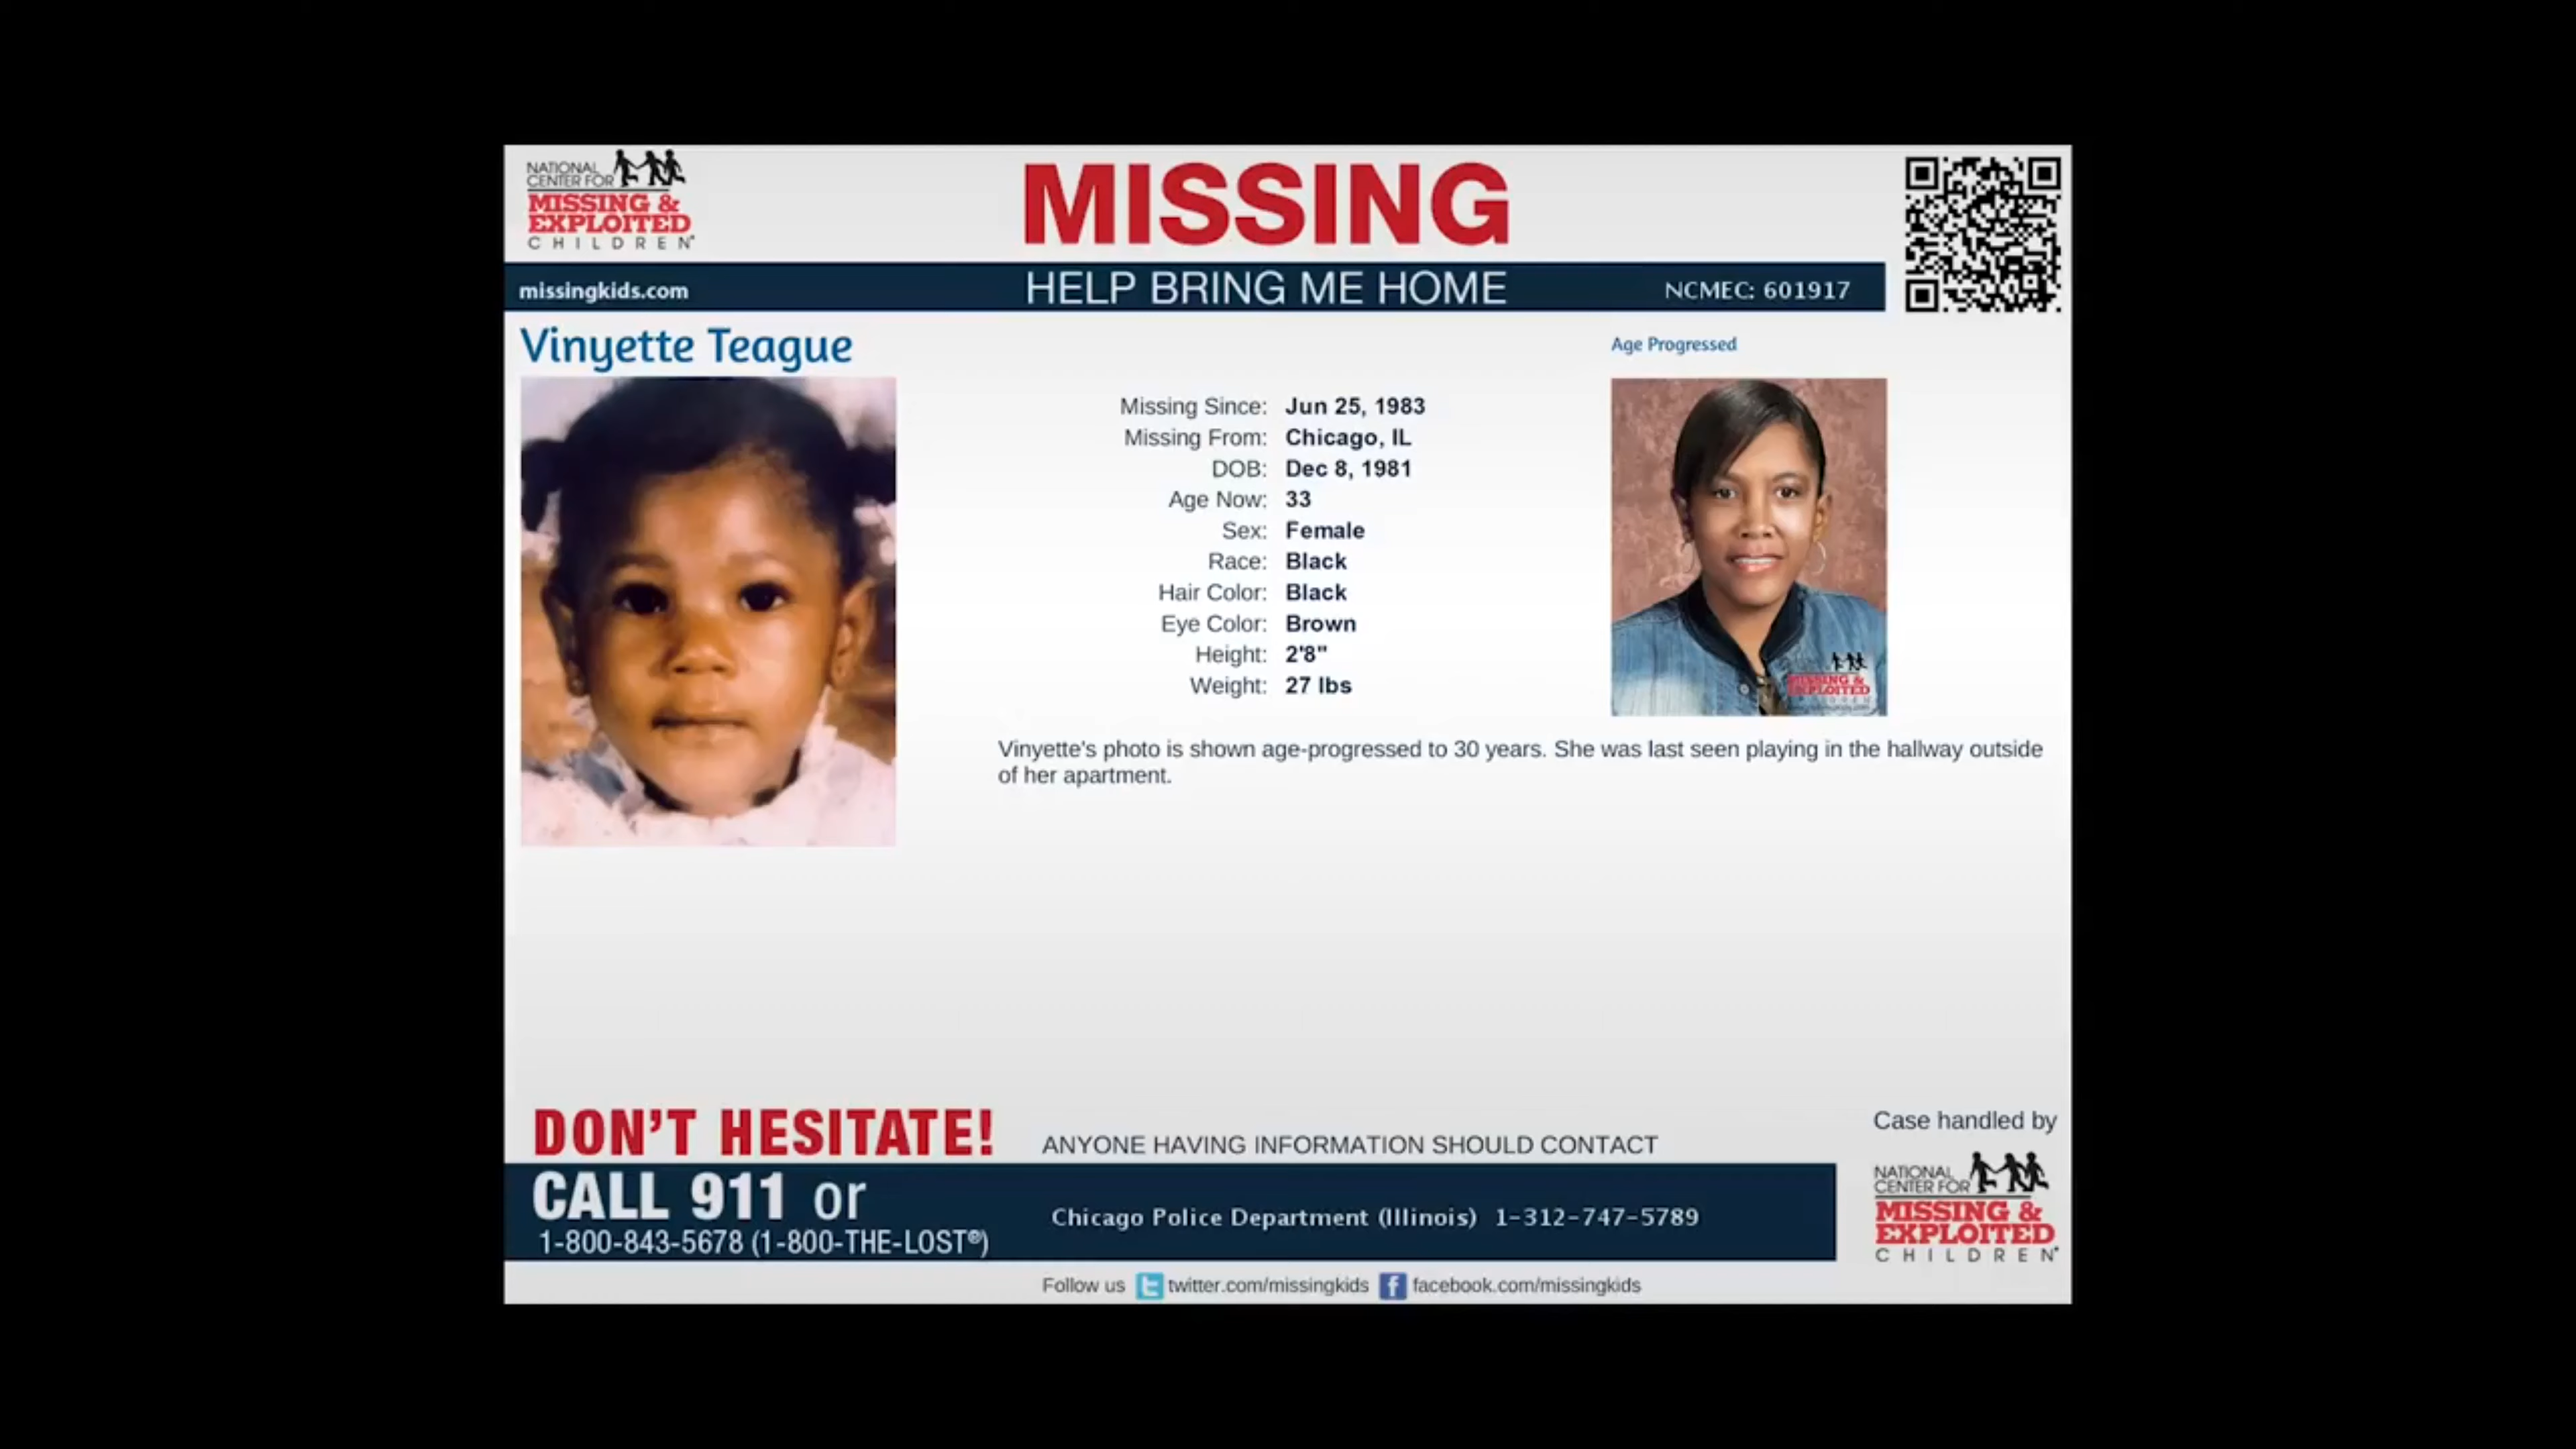 NATIONAL
CENTER FOR
MISSING &
EXPLOITED
CHILDREN
MISSING
missingkids.com
HELP BRING ME HOME
NCMEC: 601917
Vinyette Teague
Age Progressed
Missing Since: Jun 25, 1983
Missing From: Chicago, IL
DOB: Dec 8, 1981
Age Now: 33
Sex: Female
Race: Black
Hair Color: Black
Eye Color: Brown
Height: 2'8"
Weight: 27 lbs
MISSING &
EXPLOITED
Vinyette's photo is shown age-progressed to 30 years. She was last seen playing in the hallway outside
of her apartment.
DON'T HESITATE!
CALL 911 or
1-800-843-5678 (1-800-THE-LOST®)
ANYONE HAVING INFORMATION SHOULD CONTACT
Chicago Police Department (Illinois) 1-312-747-5789
Case handled by
NATIONAL
CENTER FOR
MISSING &
EXPLOITED
CHILDREN
Follow us twitter.com/missingkids facebook.com/missingkids